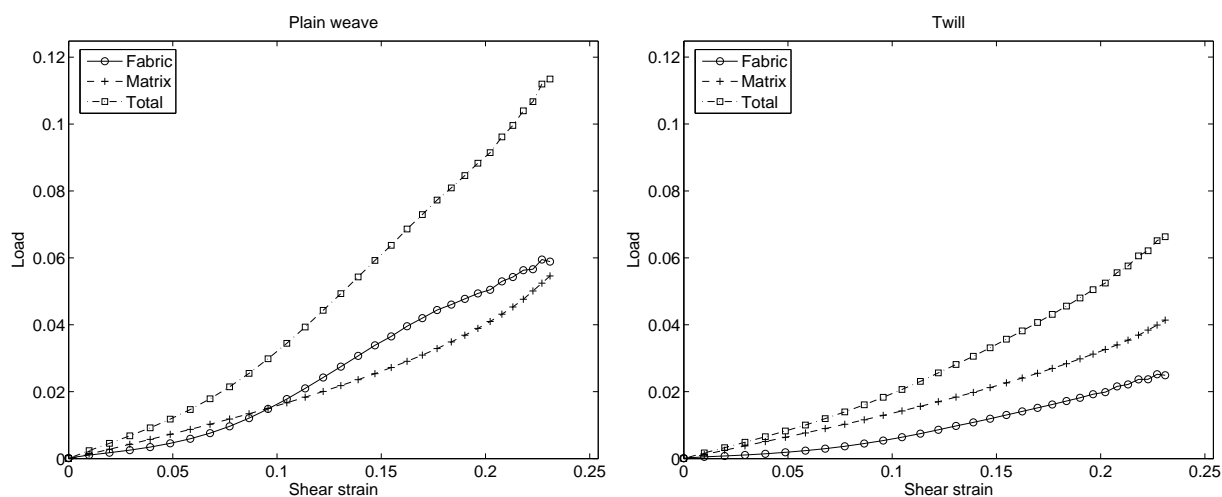 Plain weave
0.12
0.1
0.08
0.06
0.04
0.02
0
Load
Fabric
Matrix
Total
0 0.05 0.1 0.15 0.2 0.25
Shear strain
Twill
0.12
0.1
0.08
0.06
0.04
0.02
0
Load
Fabric
Matrix
Total
0 0.05 0.1 0.15 0.2 0.25
Shear strain